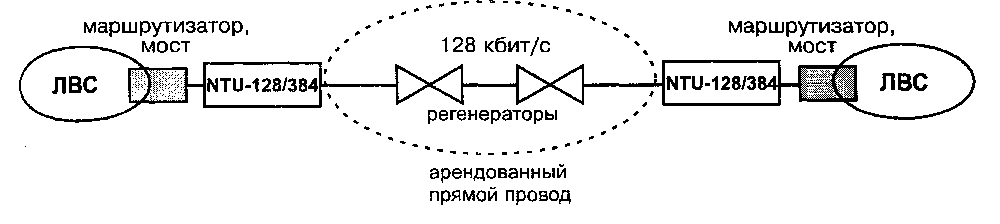 маршрутизатор,
мост
ЛВС
NTU-128/384
128 кбит/с
регенераторы
арендованный
прямой провод
маршрутизатор,
мост
NTU-128/384
ЛВС